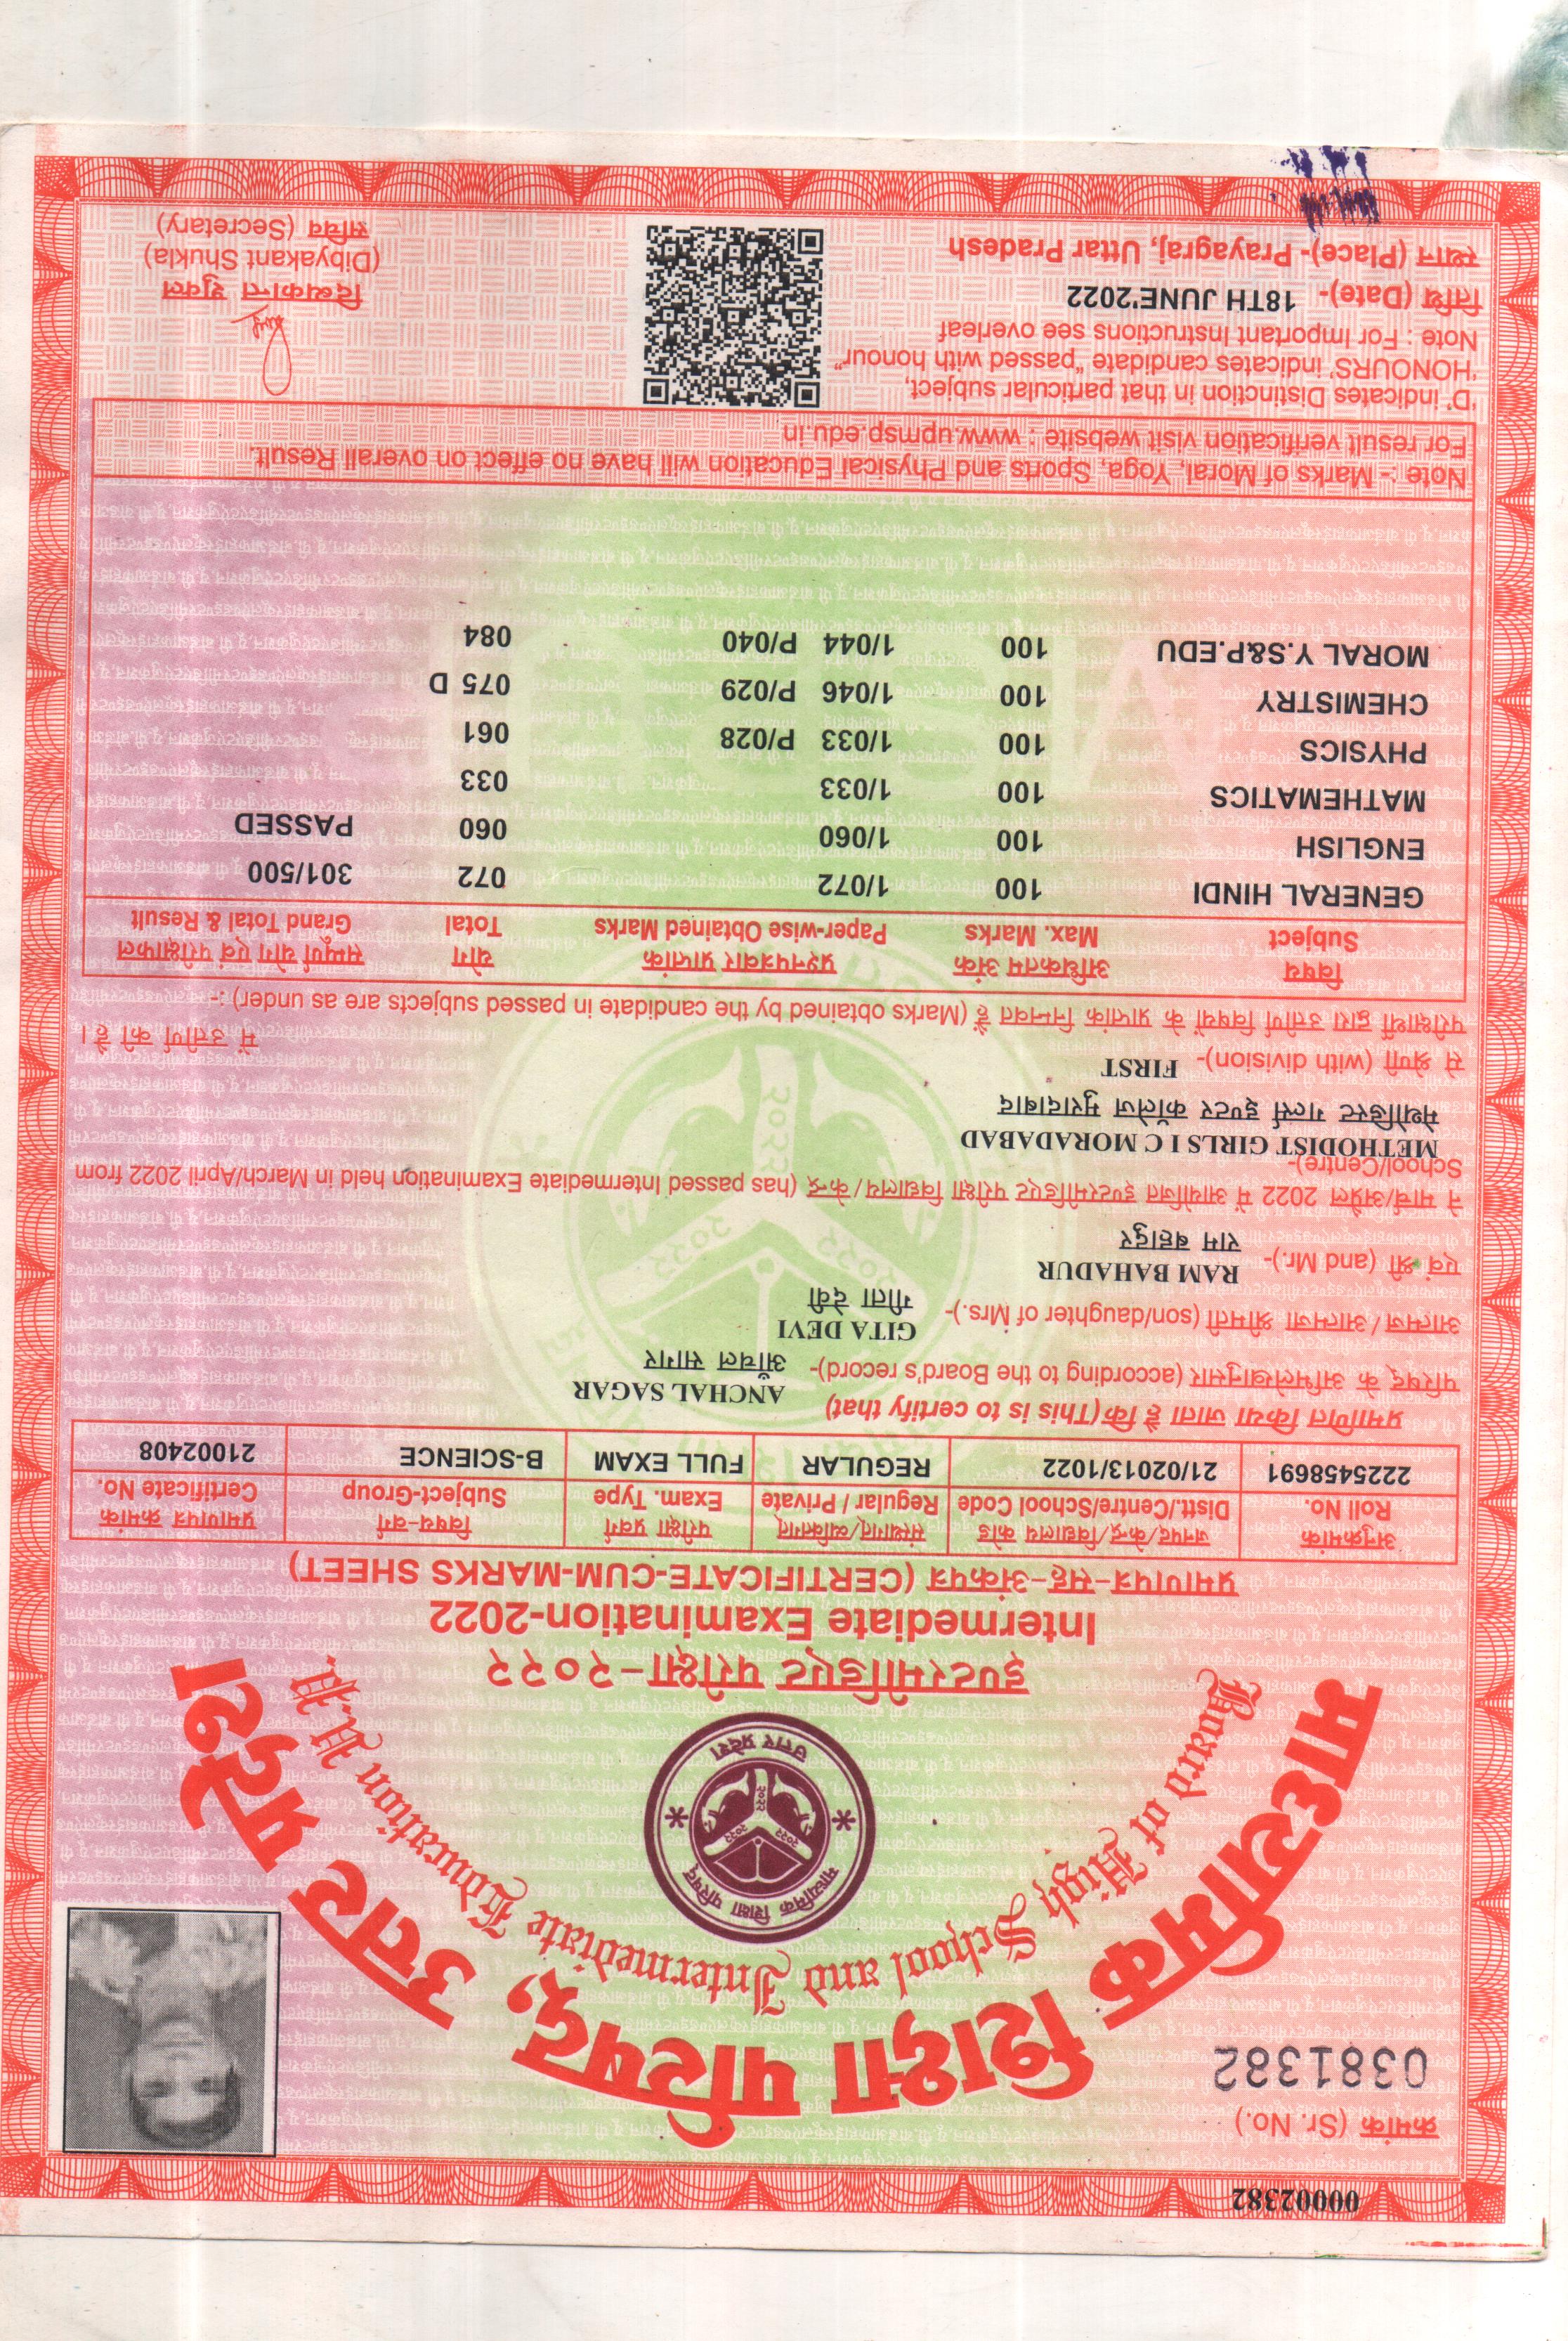 00002382
क्रमांक (Sr. No.)
0381382
माध्यमिक शिक्षा परिषद्, उत्तर प्रदेश
Board of High School and Intermediate Education U.P.
माध्यमिक शिक्षा परिषद्
२०२२ २०२२ २०२२
उत्तर प्रदेश
इण्टरमीडिएट परीक्षा-२०२२
Intermediate Examination-2022
प्रमाणपत्र-सह-अंकपत्र (CERTIFICATE-CUM-MARKS SHEET)
अनुक्रमांक जनपद/केन्द्र/विद्यालय कोड संस्थागत/व्यक्तिगत परीक्षा प्रवर्ग विषय-वर्ग प्रमाणपत्र क्रमांक
Roll No. Distt./Centre/School Code Regular / Private Exam. Type Subject-Group Certificate No.
2225458691 21/02013/1022 REGULAR FULL EXAM B-SCIENCE 21002408
प्रमाणित किया जाता है कि (This is to certify that)
ANCHAL SAGAR
परिषद् के अभिलेखानुसार (according to the Board's record)- आँचल सागर
GITA DEVI
आत्मज/आत्मजा श्रीमती (son/daughter of Mrs.)-
गीता देवी
RAM BAHADUR
एवं श्री (and Mr.)-
राम बहादुर
ने मार्च/अप्रैल 2022 में आयोजित इण्टरमीडिएट परीक्षा विद्यालय/केन्द्र (has passed Intermediate Examination held in March/April 2022 from
School/Centre)-
METHODIST GIRLS I C MORADABAD
मेथोडिस्ट गर्ल्स इण्टर कॉलेज मुरादाबाद
से श्रेणी (with division)- FIRST में उत्तीर्ण की है।
परीक्षार्थी द्वारा उत्तीर्ण विषयों के प्राप्तांक निम्नवत हैं (Marks obtained by the candidate in passed subjects are as under) :-
विषय अधिकतम अंक प्रश्नपत्रवार प्राप्तांक योग सम्पूर्ण योग एवं परीक्षाफल
Subject Max. Marks Paper-wise Obtained Marks Total Grand Total & Result
GENERAL HINDI 100 1/072 072 301/500
ENGLISH 100 1/060 060 PASSED
MATHEMATICS 100 1/033 033
PHYSICS 100 1/033 P/028 061
CHEMISTRY 100 1/046 P/029 075 D
MORAL Y.S&P.EDU 100 1/044 P/040 084
Note :- Marks of Moral, Yoga, Sports and Physical Education will have no effect on overall Result.
For result verification visit website : www.upmsp.edu.in
'D' indicates Distinction in that particular subject,
'HONOURS' indicates candidate "passed with honour"
Note : For Important Instructions see overleaf
तिथि (Date)- 18TH JUNE'2022
स्थान (Place)- Prayagraj, Uttar Pradesh
दिब्यकान्त शुक्ल
(Dibyakant Shukla)
सचिव (Secretary)